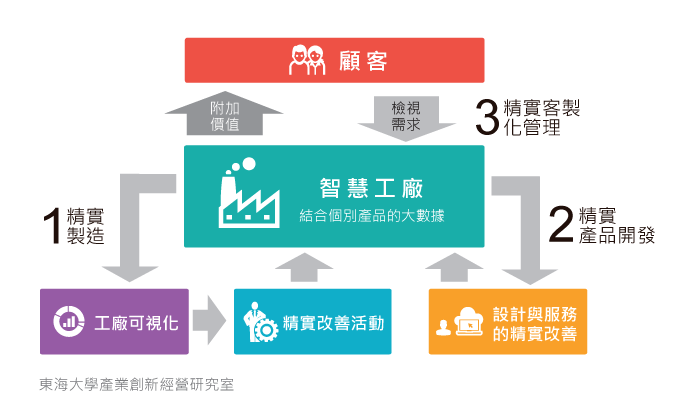 顧客
附加
價值
檢視
需求
3 精實客製
化管理
智慧工廠
結合個別產品的大數據
1 精實
製造
2 精實
產品開發
工廠可視化
精實改善活動
設計與服務
的精實改善
東海大學產業創新經營研究室